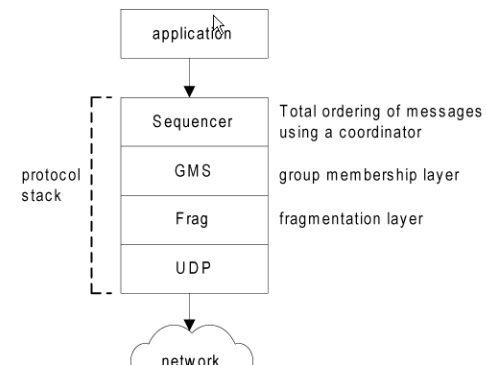 application
Sequencer
Total ordering of messages
using a coordinator
protocol
stack
GMS
group membership layer
Frag
fragmentation layer
UDP
network